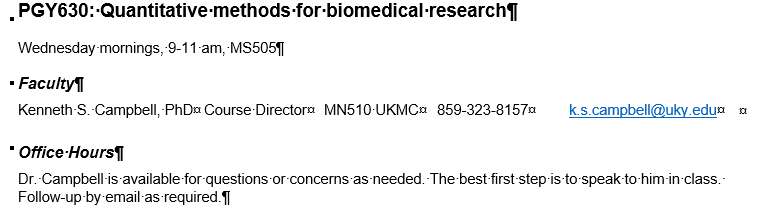 PGY630: Quantitative methods for biomedical research¶
Wednesday mornings, 9-11 am, MS505¶
Faculty¶
Kenneth S. Campbell, PhD¤ Course Director¤ MN510 UKMC¤ 859-323-8157¤ k.s.campbell@uky.edu¤ ¤
Office Hours¶
Dr. Campbell is available for questions or concerns as needed. The best first step is to speak to him in class.
Follow-up by email as required.¶